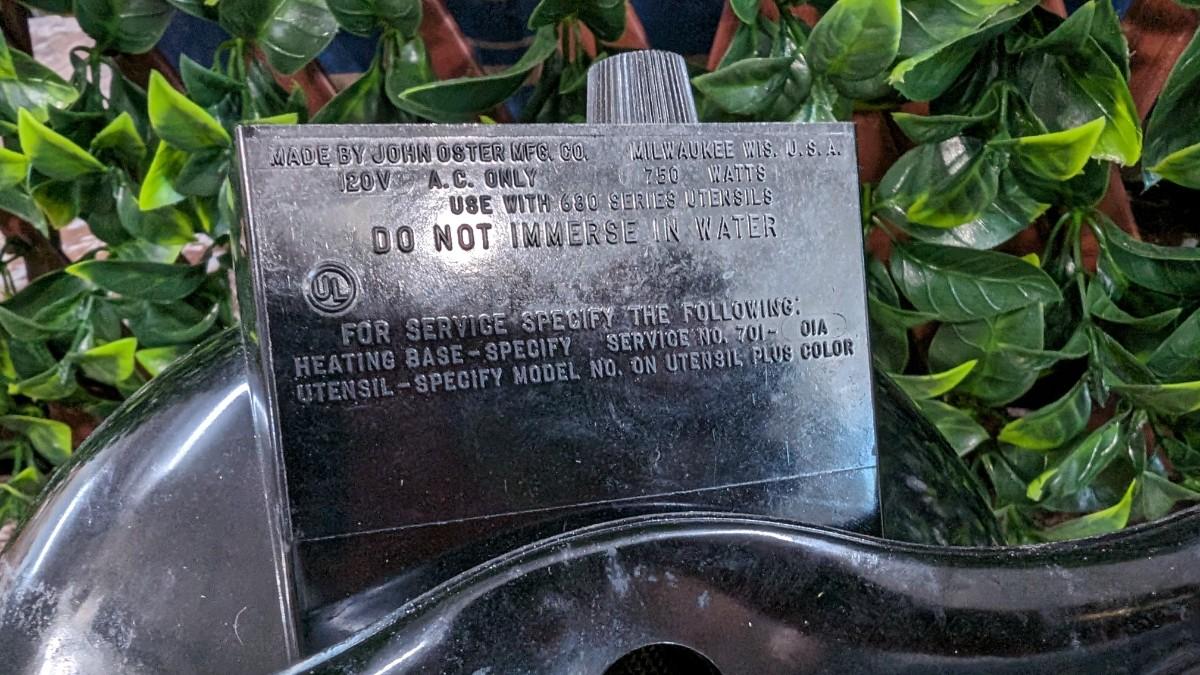 MADE BY JOHN OSTER MFG. CO. MILWAUKEE WIS. U.S.A.
120V A.C. ONLY 750 WATTS
USE WITH 680 SERIES UTENSILS
DO NOT IMMERSE IN WATER
UL
FOR SERVICE SPECIFY THE FOLLOWING:
HEATING BASE-SPECIFY SERVICE NO. 701- 01A
UTENSIL-SPECIFY MODEL NO. ON UTENSIL PLUS COLOR